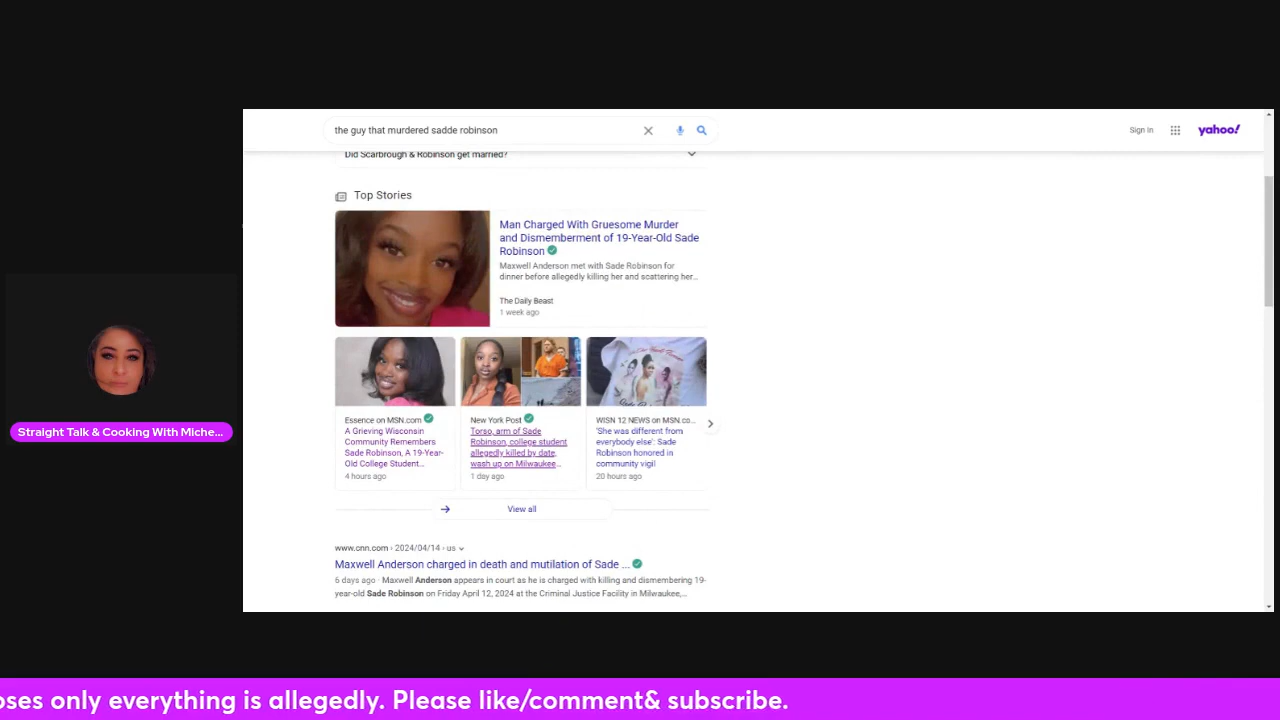 the guy that murdered sadde robinson
Sign In
yahoo!
Did Scarbrough & Robinson get married?
Top Stories
Man Charged With Gruesome Murder
and Dismemberment of 19-Year-Old Sade
Robinson
Maxwell Anderson met with Sade Robinson for
dinner before allegedly killing her and scattering her...
The Daily Beast
1 week ago
Essence on MSN.com
A Grieving Wisconsin
Community Remembers
Sade Robinson, A 19-Year-
Old College Student...
4 hours ago
New York Post
Torso, arm of Sade
Robinson, college student
allegedly killed by date,
wash up on Milwaukee...
1 day ago
WISN 12 NEWS on MSN.co...
'She was different from
everybody else': Sade
Robinson honored in
community vigil
20 hours ago
View all
www.cnn.com › 2024/04/14 › us
Maxwell Anderson charged in death and mutilation of Sade ...
6 days ago · Maxwell Anderson appears in court as he is charged with killing and dismembering 19-
year-old Sade Robinson on Friday April 12, 2024 at the Criminal Justice Facility in Milwaukee,...
Straight Talk & Cooking With Miche...
oses only everything is allegedly. Please like/comment& subscribe.